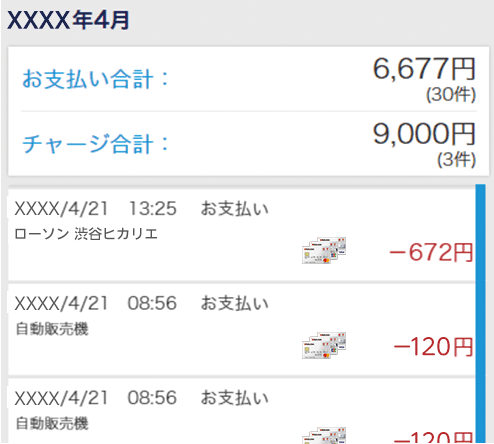 XXXX年4月
お支払い合計： 6,677円
(30件)
チャージ合計： 9,000円
(3件)
XXXX/4/21 13:25 お支払い
ローソン 渋谷ヒカリエ
−672円
XXXX/4/21 08:56 お支払い
自動販売機
−120円
XXXX/4/21 08:56 お支払い
自動販売機
−120円